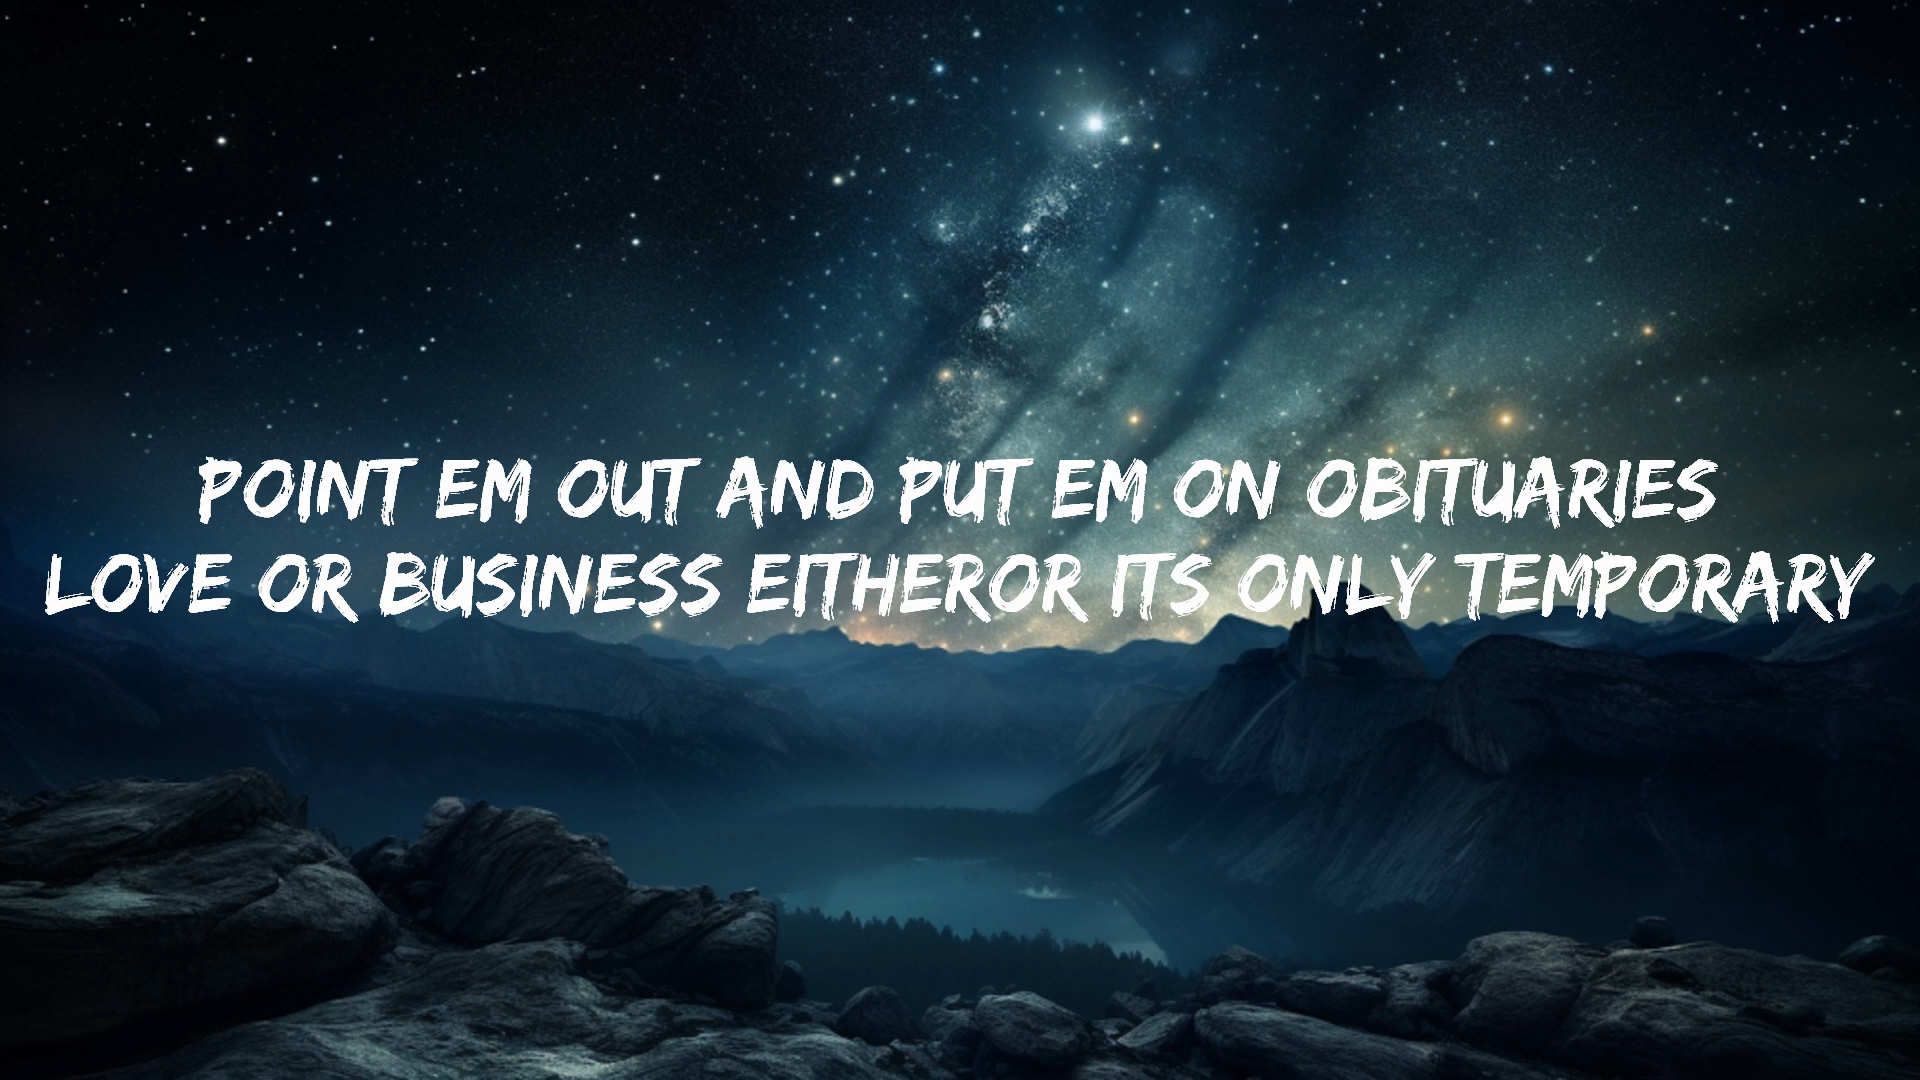 POINT EM OUT AND PUT EM ON OBITUARIES
LOVE OR BUSINESS EITHEROR ITS ONLY TEMPORARY